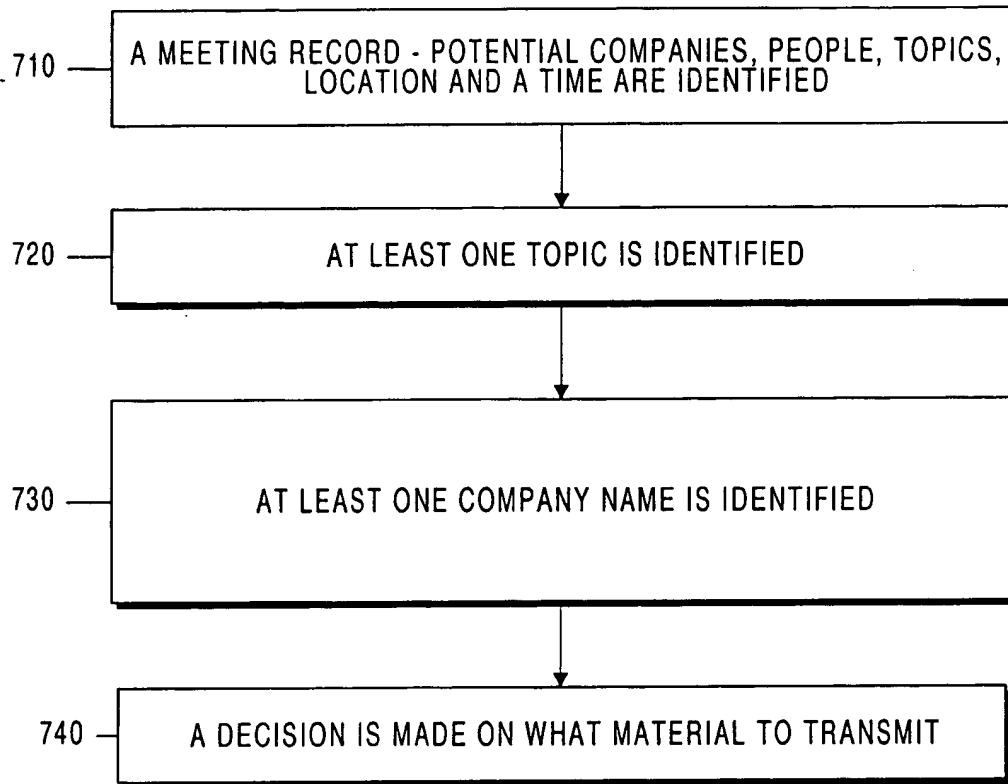 710
A MEETING RECORD - POTENTIAL COMPANIES, PEOPLE, TOPICS,
LOCATION AND A TIME ARE IDENTIFIED
720
AT LEAST ONE TOPIC IS IDENTIFIED
730
AT LEAST ONE COMPANY NAME IS IDENTIFIED
740
A DECISION IS MADE ON WHAT MATERIAL TO TRANSMIT